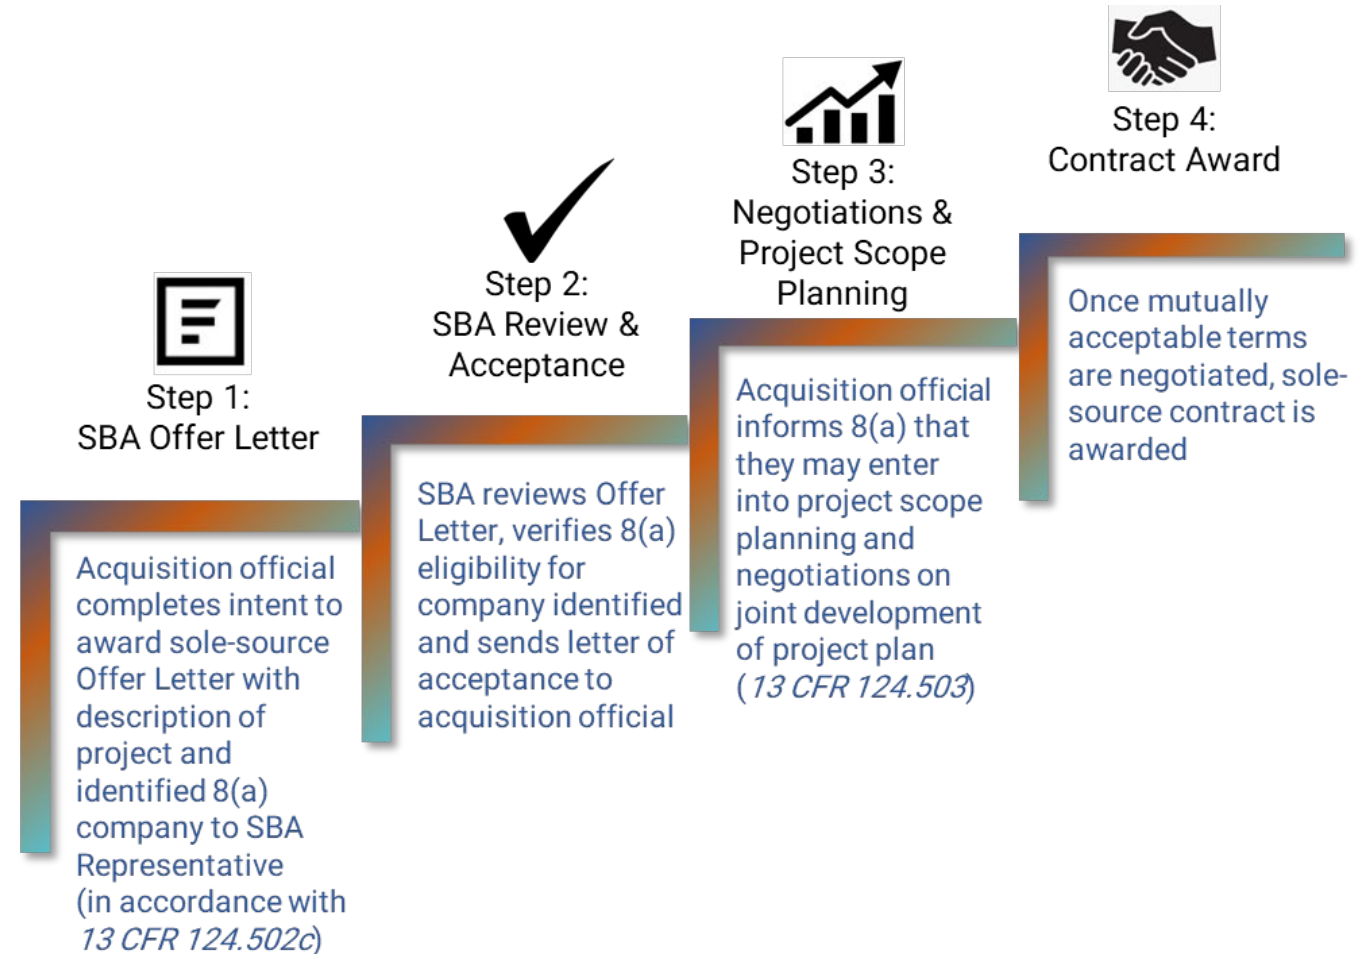 Step 1:
SBA Offer Letter
Acquisition official
completes intent to
award sole-source
Offer Letter with
description of
project and
identified 8(a)
company to SBA
Representative
(in accordance with
13 CFR 124.502c)
Step 2:
SBA Review &
Acceptance
SBA reviews Offer
Letter, verifies 8(a)
eligibility for
company identified
and sends letter of
acceptance to
acquisition official
Step 3:
Negotiations &
Project Scope
Planning
Acquisition official
informs 8(a) that
they may enter
into project scope
planning and
negotiations on
joint development
of project plan
(13 CFR 124.503)
Step 4:
Contract Award
Once mutually
acceptable terms
are negotiated, sole-
source contract is
awarded